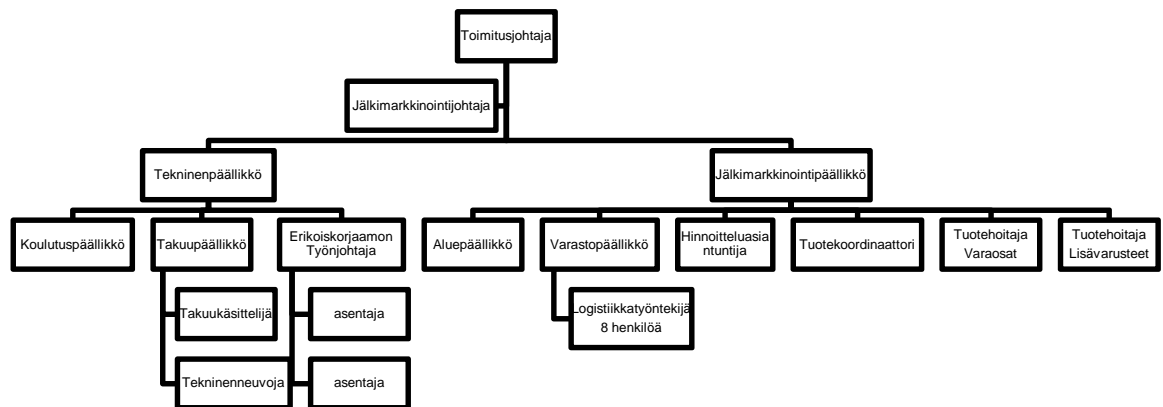 Toimitusjohtaja
Jälkimarkkinointijohtaja
Tekninenpäällikkö
Jälkimarkkinointipäällikkö
Koulutuspäällikkö
Takuupäällikkö
Erikoiskorjaamon
Työnjohtaja
Aluepäällikkö
Varastopäällikkö
Hinnoitteluasia
ntuntija
Tuotekoordinaattori
Tuotehoitaja
Varaosat
Tuotehoitaja
Lisävarusteet
Takuukäsittelijä
asentaja
Logistiikkatyöntekijä
8 henkilöä
Tekninenneuvoja
asentaja